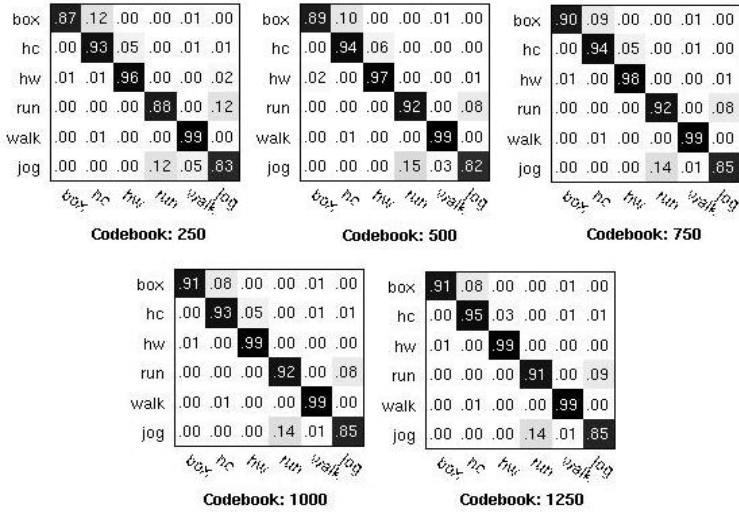 box .87 .12 .00 .00 .01 .00
hc .00 .93 .05 .00 .01 .01
hw .01 .01 .96 .00 .00 .02
run .00 .00 .00 .88 .00 .12
walk .00 .01 .00 .00 .99 .00
jog .00 .00 .00 .12 .05 .83
box hc hw run walk jog
Codebook: 250
box .89 .10 .00 .00 .01 .00
hc .00 .94 .06 .00 .00 .00
hw .02 .00 .97 .00 .00 .01
run .00 .00 .00 .92 .00 .08
walk .00 .01 .00 .00 .99 .00
jog .00 .00 .00 .15 .03 .82
box hc hw run walk jog
Codebook: 500
box .90 .09 .00 .00 .01 .00
hc .00 .94 .05 .00 .01 .00
hw .01 .00 .98 .00 .00 .01
run .00 .00 .00 .92 .00 .08
walk .00 .01 .00 .00 .99 .00
jog .00 .00 .00 .14 .01 .85
box hc hw run walk jog
Codebook: 750
box .91 .08 .00 .00 .01 .00
hc .00 .93 .05 .00 .01 .01
hw .01 .00 .99 .00 .00 .00
run .00 .00 .00 .92 .00 .08
walk .00 .01 .00 .00 .99 .00
jog .00 .00 .00 .14 .01 .85
box hc hw run walk jog
Codebook: 1000
box .91 .08 .00 .00 .01 .00
hc .00 .95 .03 .00 .01 .01
hw .01 .00 .99 .00 .00 .00
run .00 .00 .00 .91 .00 .09
walk .00 .01 .00 .00 .99 .00
jog .00 .00 .00 .14 .01 .85
box hc hw run walk jog
Codebook: 1250